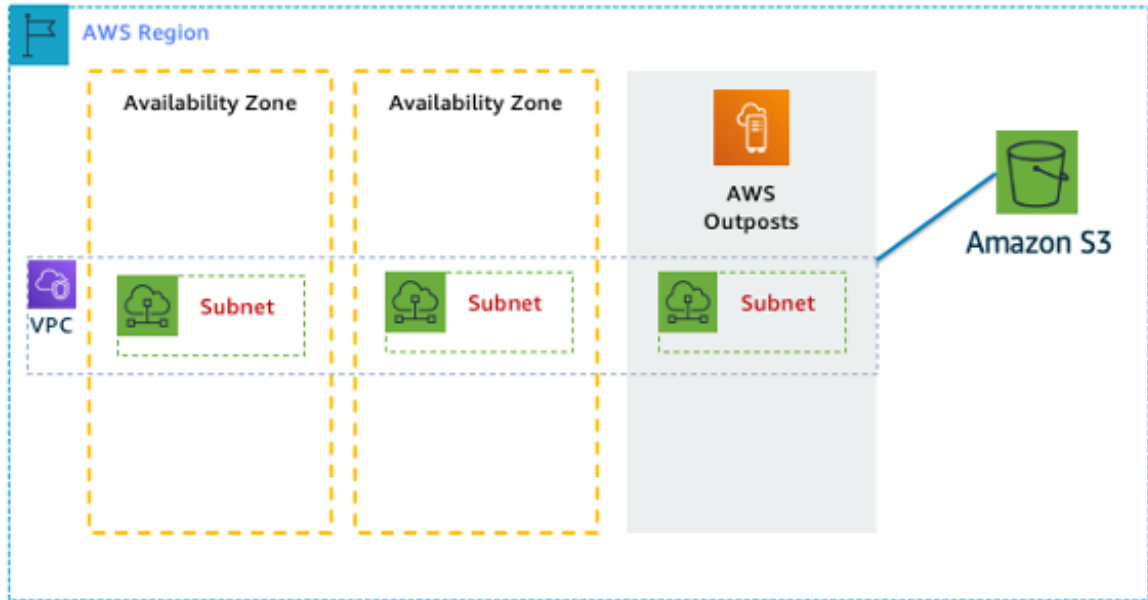 AWS Region
Availability Zone
Availability Zone
AWS
Outposts
Amazon S3
VPC
Subnet
Subnet
Subnet